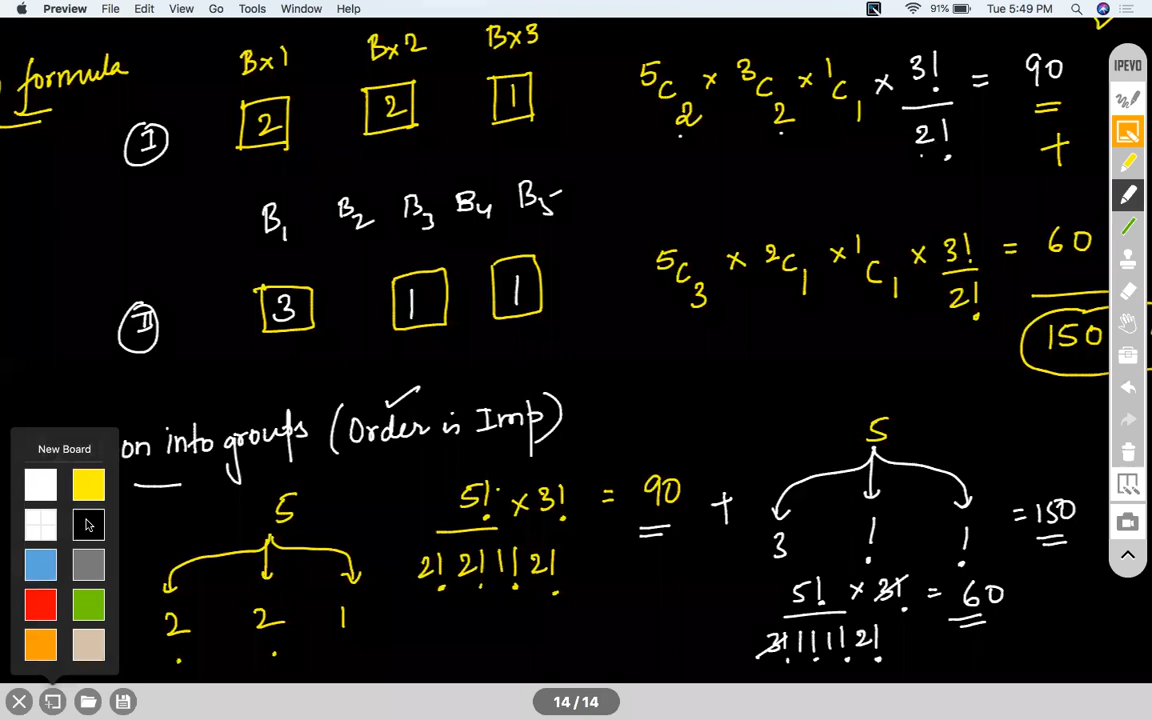 Preview File Edit View Go Tools Window Help 91% Tue 5:49 PM
formula
Bx1 Bx2 Bx3
I 2 2 1
⁵C₂ × ³C₂ × ¹C₁ × 3!/2! = 90
+
B₁ B₂ B₃ B₄ B₅
II 3 1 1
⁵C₃ × ²C₁ × ¹C₁ × 3!/2! = 60
150
on into groups (Order is Imp)
5
2 2 1
5! × 3! = 90 +
2! 2! 1! 2!
5
3 1 1
= 150
5! × 3! = 60
3! 1! 1! 2!
IPEVO
New Board
14/14